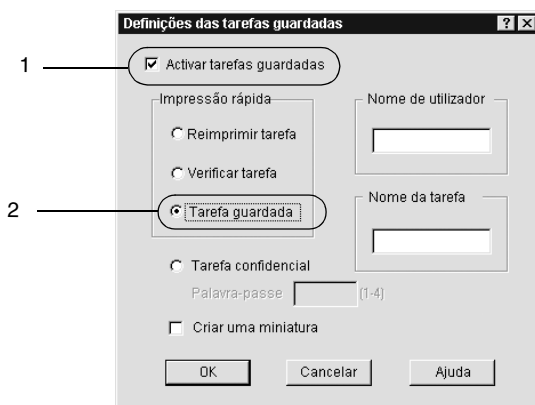 Definições das tarefas guardadas
1
Activar tarefas guardadas
Impressão rápida
Nome de utilizador
Reimprimir tarefa
Verificar tarefa
2
Tarefa guardada
Nome da tarefa
Tarefa confidencial
Palavra-passe (1-4)
Criar uma miniatura
OK Cancelar Ajuda